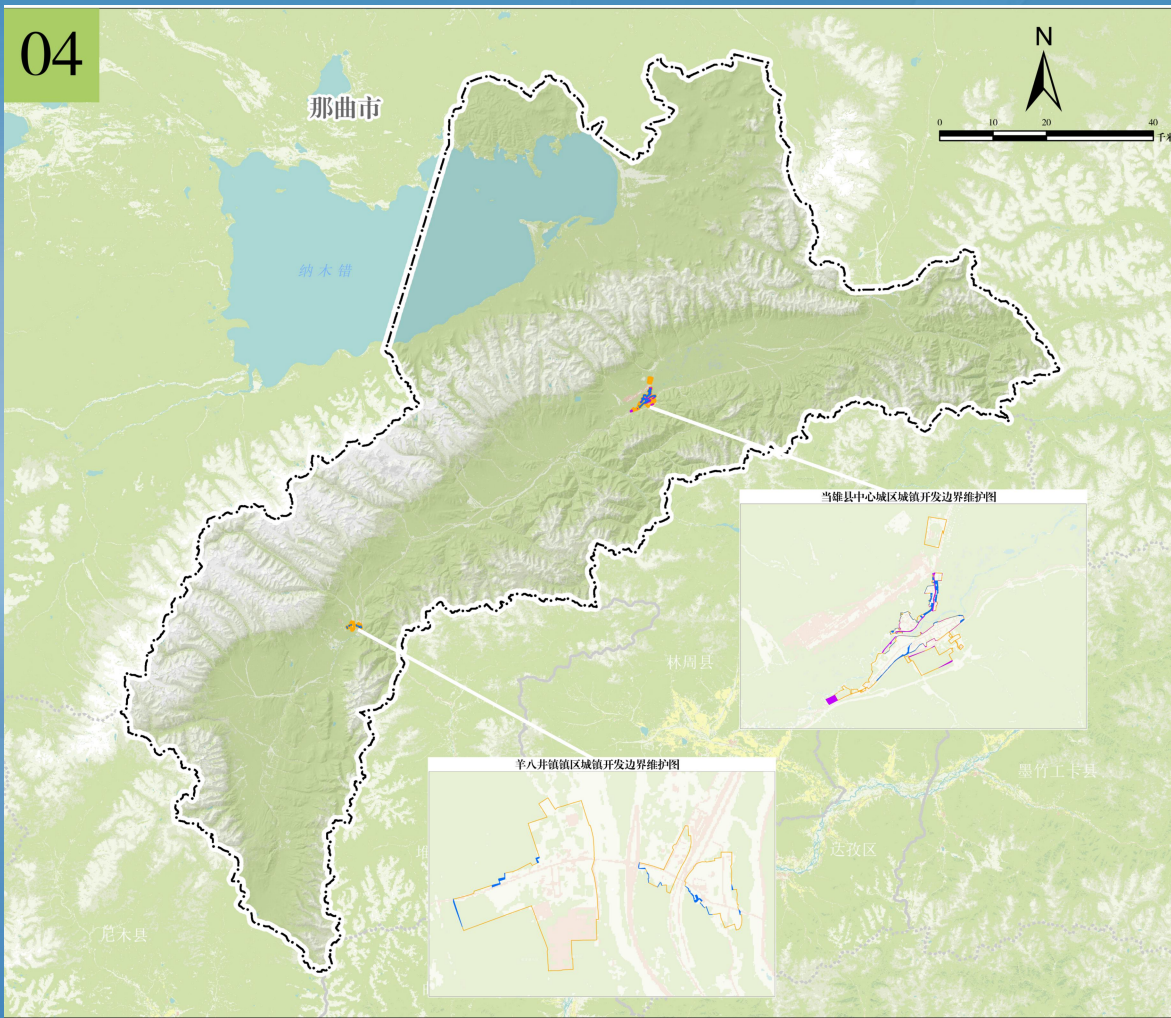 04
N
那曲市
0 10 20 40
千米
纳木错
当雄县中心城区城镇开发边界维护图
林周县
羊八井镇镇区城镇开发边界维护图
墨竹工卡县
达孜区
堆
尼木县